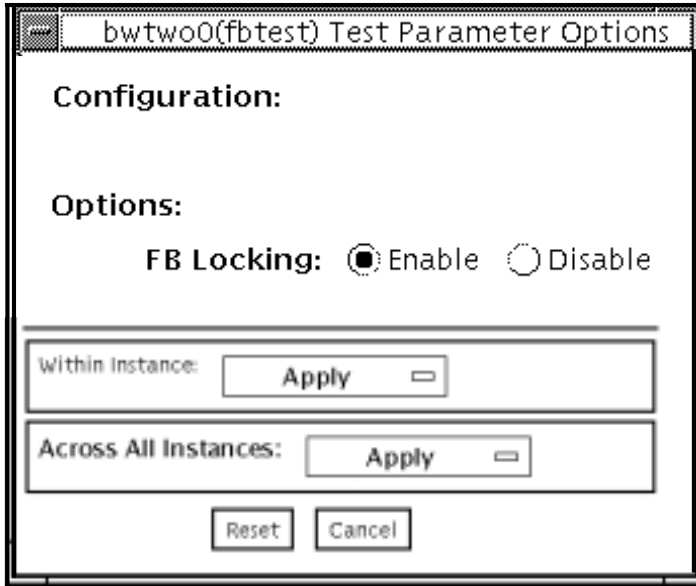 bwtwo0(fbtest) Test Parameter Options
Configuration:
Options:
FB Locking: Enable Disable
Within Instance: Apply
Across All Instances: Apply
Reset Cancel